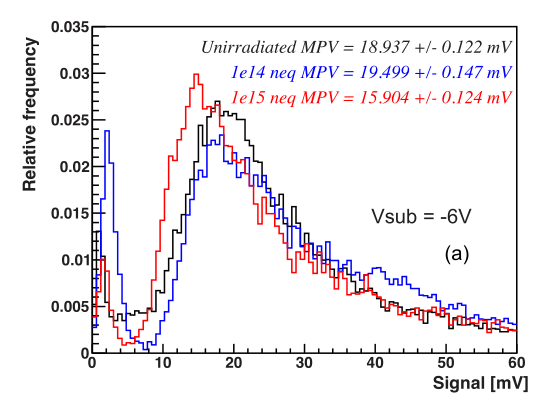 0.035
0.03
0.025
0.02
0.015
0.01
0.005
0
Relative frequency
Unirradiated MPV = 18.937 +/- 0.122 mV
1e14 neq MPV = 19.499 +/- 0.147 mV
1e15 neq MPV = 15.904 +/- 0.124 mV
Vsub = -6V
(a)
0 10 20 30 40 50 60
Signal [mV]